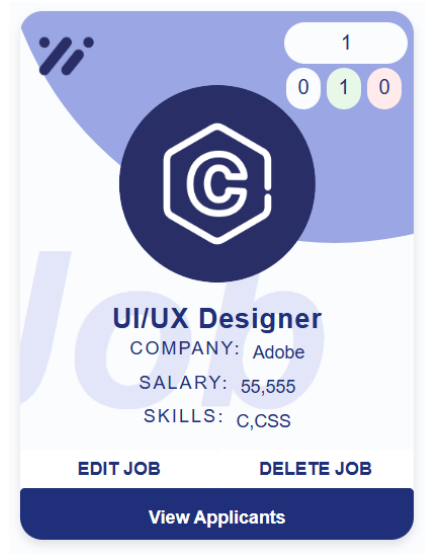 1
0 1 0
C
Job
UI/UX Designer
COMPANY: Adobe
SALARY: 55,555
SKILLS: C,CSS
EDIT JOB DELETE JOB
View Applicants